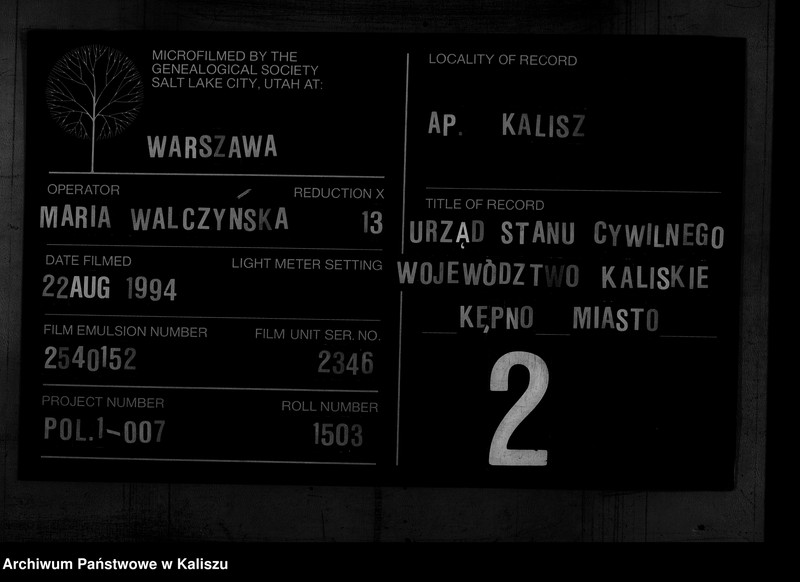 MICROFILMED BY THE
GENEALOGICAL SOCIETY
SALT LAKE CITY, UTAH AT:
WARSZAWA
OPERATOR
REDUCTION X
MARIA WALCZYŃSKA
13
DATE FILMED
LIGHT METER SETTING
22AUG 1994
FILM EMULSION NUMBER
FILM UNIT SER. NO.
2540152
2346
PROJECT NUMBER
ROLL NUMBER
POL.1-007
1503
LOCALITY OF RECORD
AP. KALISZ
TITLE OF RECORD
URZĄD STANU CYWILNEGO
WOJEWÒDZTWO KALISKIE
KĘPNO MIASTO
2
Archiwum Państwowe w Kaliszu